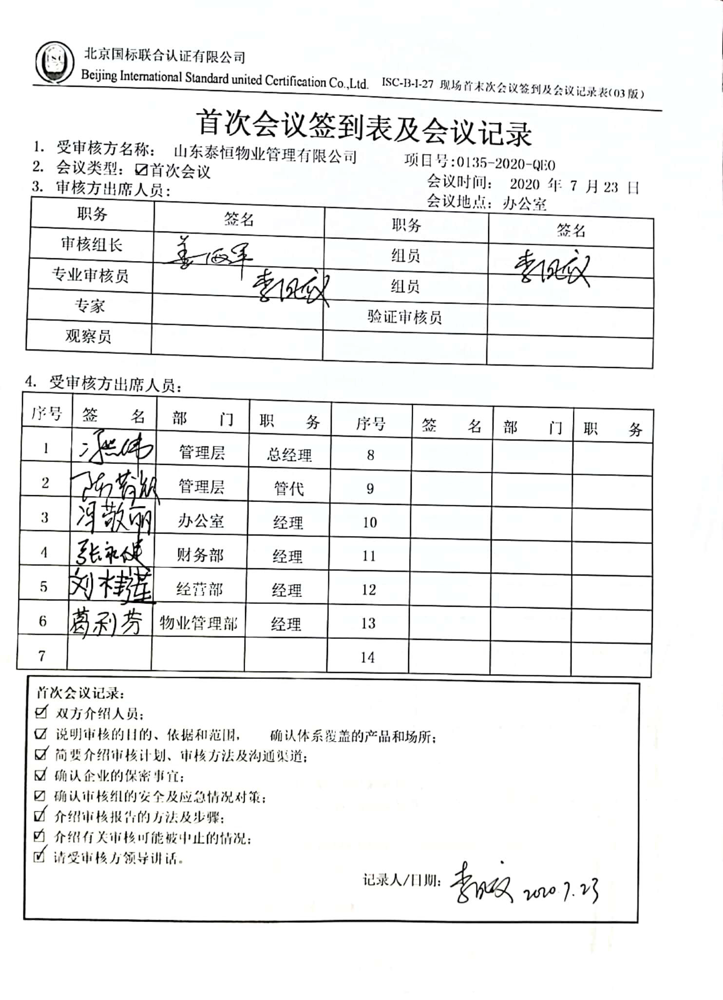 ISC
北京国标联合认证有限公司
Beijing International Standard united Certification Co.,Ltd. ISC-B-I-27 现场首末次会议签到及会议记录表(03版)
首次会议签到表及会议记录
1. 受审核方名称： 山东泰恒物业管理有限公司 项目号:0135-2020-QEO
2. 会议类型：☑首次会议
会议时间： 2020 年 7 月 23 日
3. 审核方出席人员：
会议地点：办公室
职务 签名 职务 签名
审核组长 姜海军 组员
专业审核员 组员
专家 验证审核员
观察员
4. 受审核方出席人员：
序号 签 名 部 门 职 务 序号 签 名 部 门 职 务
1 管理层 总经理 8
2 管理层 管代 9
3 冯敬丽 办公室 经理 10
4 张永健 财务部 经理 11
5 刘桂莲 经营部 经理 12
6 葛利芬 物业管理部 经理 13
7 14
首次会议记录：
☑ 双方介绍人员；
☑ 说明审核的目的、依据和范围， 确认体系覆盖的产品和场所；
☑ 简要介绍审核计划、审核方法及沟通渠道；
☑ 确认企业的保密事宜；
☑ 确认审核组的安全及应急情况对策；
☑ 介绍审核报告的方法及步骤；
☑ 介绍有关审核可能被中止的情况；
☑ 请受审核方领导讲话。
记录人/日期： 2020.7.23